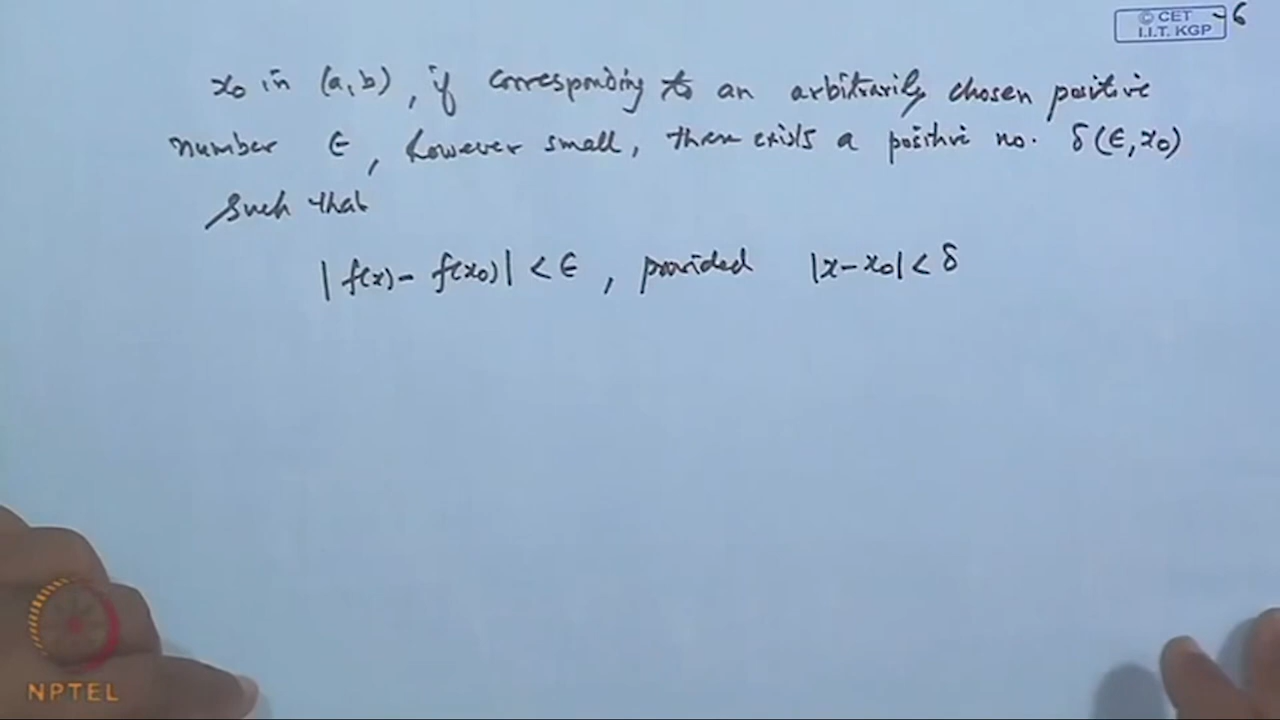 © CET
I.I.T. KGP
-6
x₀ in (a,b), if corresponding to an arbitrarily chosen positive
number ϵ, however small, there exists a positive no. δ(ϵ,x₀)
such that
|f(x) - f(x₀)| < ϵ, provided |x-x₀| < δ
NPTEL